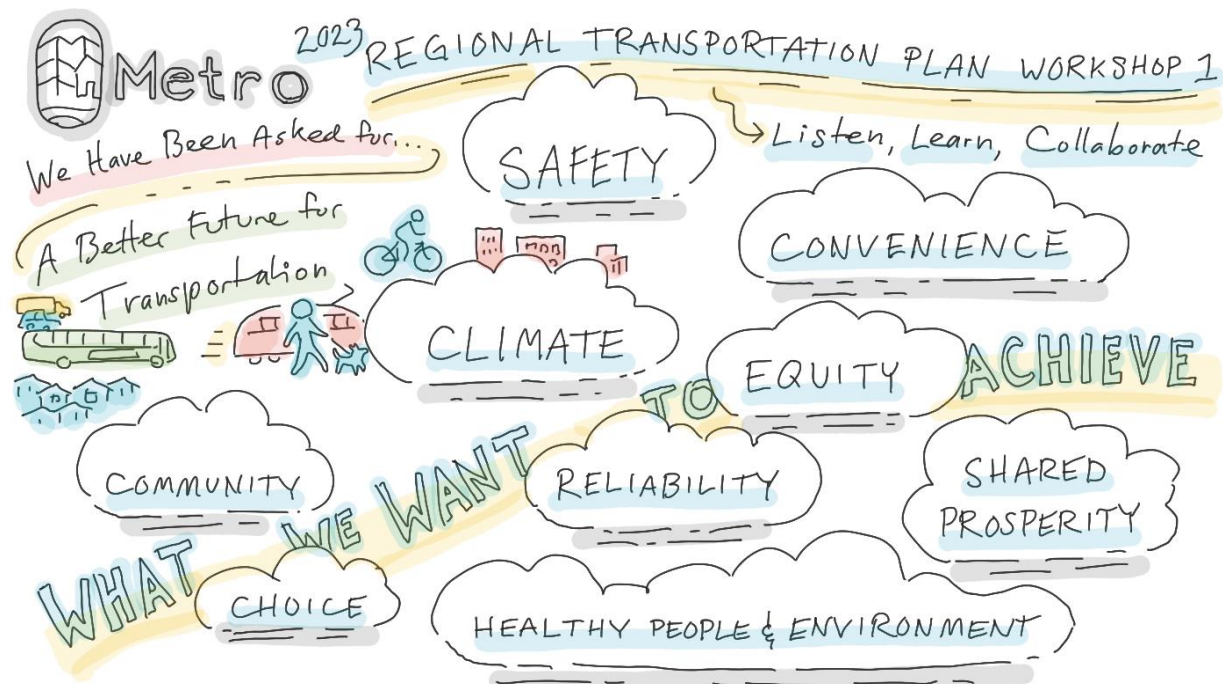 Metro
2023 REGIONAL TRANSPORTATION PLAN WORKSHOP 1
Listen, Learn, Collaborate
We Have Been Asked for...
A Better Future for
Transportation
SAFETY
CONVENIENCE
CLIMATE
EQUITY
COMMUNITY
RELIABILITY
SHARED
PROSPERITY
CHOICE
HEALTHY PEOPLE & ENVIRONMENT
WHAT WE WANT TO ACHIEVE